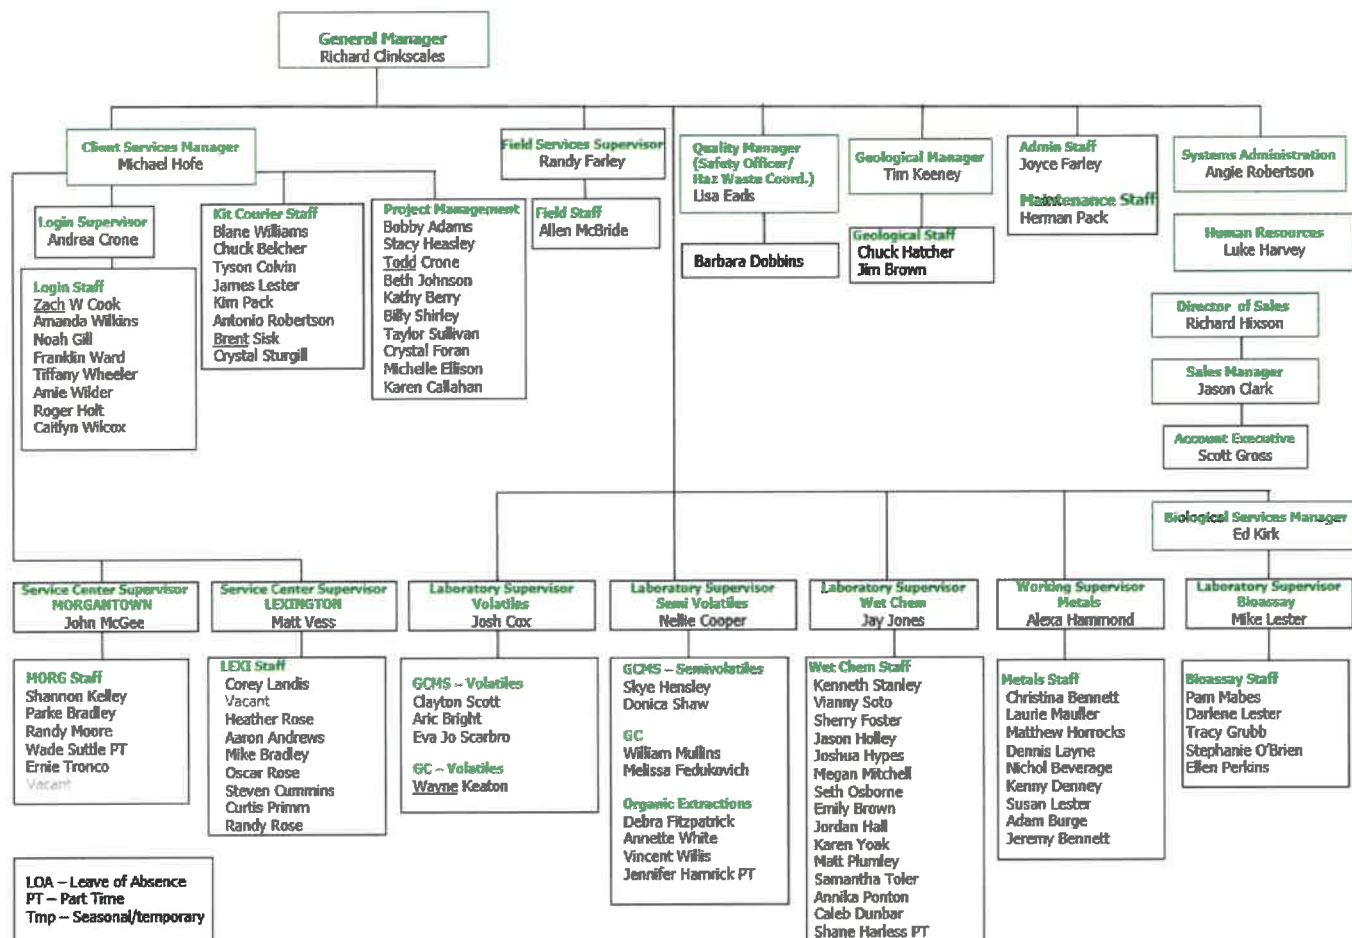 General Manager
Richard Clinkscales
Client Services Manager
Michael Hofe
Field Services Supervisor
Randy Farley
Quality Manager
(Safety Officer/
Haz Waste Coord.)
Lisa Eads
Geological Manager
Tim Keeney
Admin Staff
Joyce Farley
Maintenance Staff
Herman Pack
Systems Administration
Angie Robertson
Login Supervisor
Andrea Crone
Kit Courier Staff
Blane Williams
Chuck Belcher
Tyson Colvin
James Lester
Kim Pack
Antonio Robertson
Brent Sisk
Crystal Sturgill
Project Management
Bobby Adams
Stacy Heasley
Todd Crone
Beth Johnson
Kathy Berry
Billy Shirley
Taylor Sullivan
Crystal Foran
Michelle Ellison
Karen Callahan
Field Staff
Allen McBride
Barbara Dobbins
Geological Staff
Chuck Hatcher
Jim Brown
Human Resources
Luke Harvey
Login Staff
Zach W Cook
Amanda Wilkins
Noah Gill
Franklin Ward
Tiffany Wheeler
Amie Wilder
Roger Holt
Caitlyn Wilcox
Director of Sales
Richard Hixson
Sales Manager
Jason Clark
Account Executive
Scott Gross
Biological Services Manager
Ed Kirk
Service Center Supervisor
MORGANTOWN
John McGee
Service Center Supervisor
LEXINGTON
Matt Vess
Laboratory Supervisor
Volatiles
Josh Cox
Laboratory Supervisor
Semi Volatiles
Nellie Cooper
Laboratory Supervisor
Wet Chem
Jay Jones
Working Supervisor
Metals
Alexa Hammond
Laboratory Supervisor
Bioassay
Mike Lester
MORG Staff
Shannon Kelley
Parke Bradley
Randy Moore
Wade Suttle PT
Ernie Tronco
Vacant
LEXI Staff
Corey Landis
Vacant
Heather Rose
Aaron Andrews
Mike Bradley
Oscar Rose
Steven Cummins
Curtis Primm
Randy Rose
GCMS – Volatiles
Clayton Scott
Aric Bright
Eva Jo Scarbro
GC – Volatiles
Wayne Keaton
GCMS – Semivolatiles
Skye Hensley
Donica Shaw
GC
William Mullins
Melissa Fedukovich
Organic Extractions
Debra Fitzpatrick
Annette White
Vincent Willis
Jennifer Hamrick PT
Wet Chem Staff
Kenneth Stanley
Vianny Soto
Sherry Foster
Jason Holley
Joshua Hypes
Megan Mitchell
Seth Osborne
Emily Brown
Jordan Hall
Karen Yoak
Matt Plumley
Samantha Toler
Annika Ponton
Caleb Dunbar
Shane Harless PT
Metals Staff
Christina Bennett
Laurie Maufler
Matthew Horrocks
Dennis Layne
Nichol Beverage
Kenny Denney
Susan Lester
Adam Burge
Jeremy Bennett
Bioassay Staff
Pam Mabes
Darlene Lester
Tracy Grubb
Stephanie O'Brien
Ellen Perkins
LOA – Leave of Absence
PT – Part Time
Tmp – Seasonal/temporary